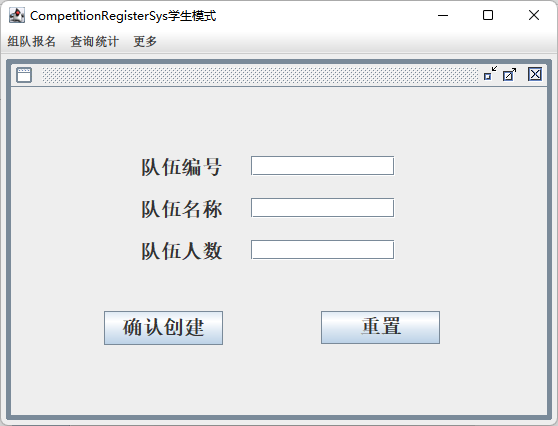 CompetitionRegisterSys学生模式
组队报名 查询统计 更多
队伍编号
队伍名称
队伍人数
确认创建 重置